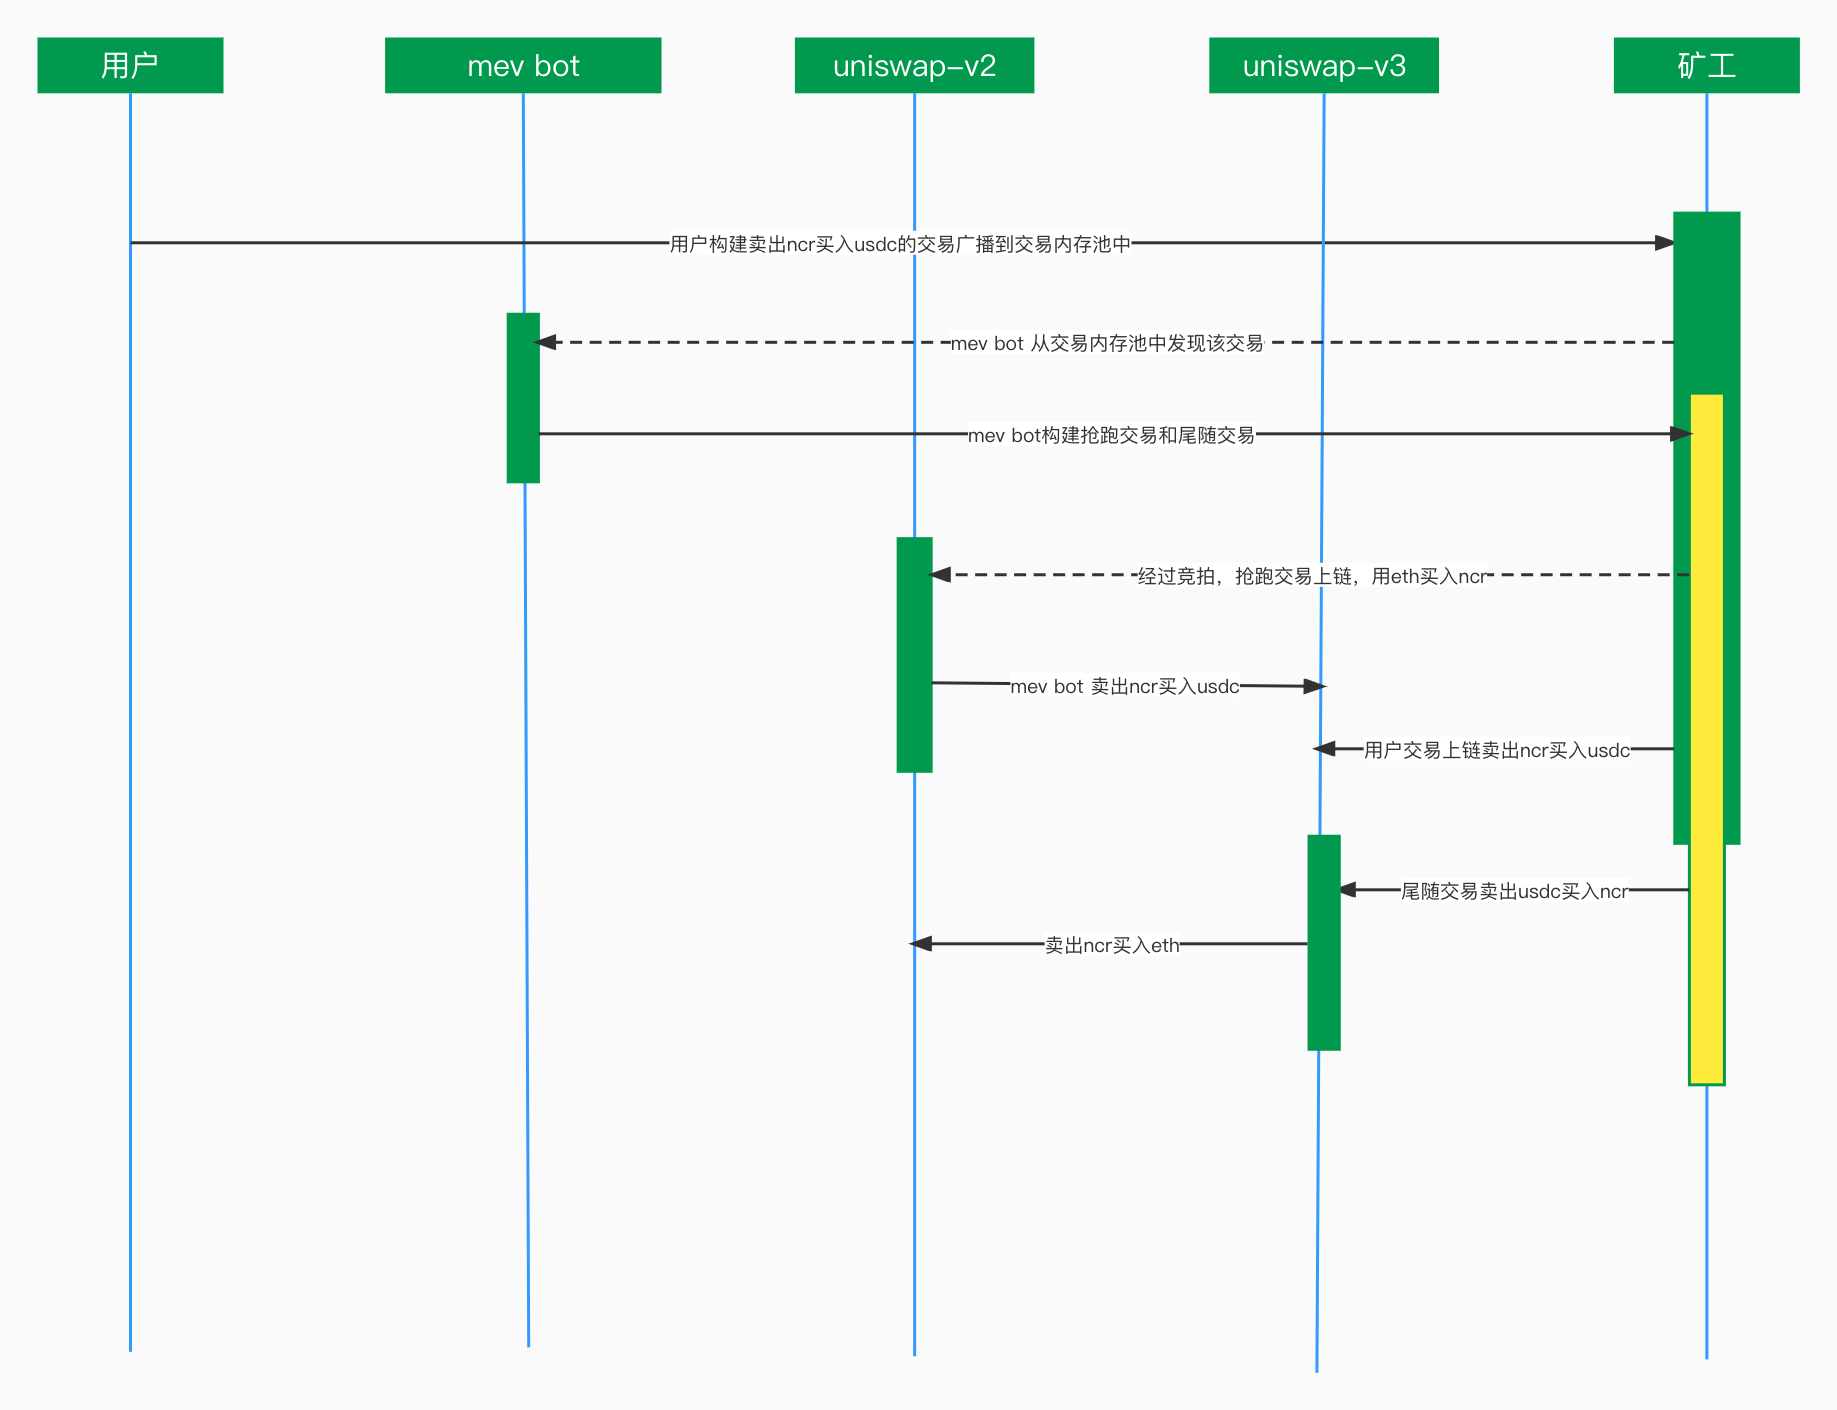 用户
mev bot
uniswap-v2
uniswap-v3
矿工
用户构建卖出ncr买入usdc的交易广播到交易内存池中
mev bot 从交易内存池中发现该交易
mev bot构建抢跑交易和尾随交易
经过竞拍，抢跑交易上链，用eth买入ncr
mev bot 卖出ncr买入usdc
用户交易上链卖出ncr买入usdc
尾随交易卖出usdc买入ncr
卖出ncr买入eth